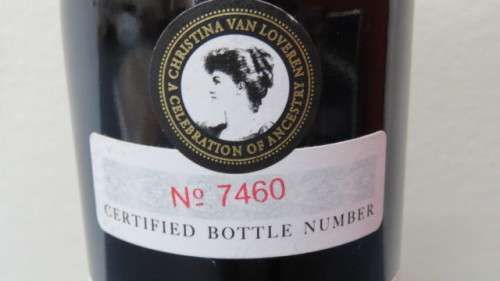 CHRISTINA VAN LOVEREN
A CELEBRATION OF ANCESTRY
Nº 7460
CERTIFIED BOTTLE NUMBER